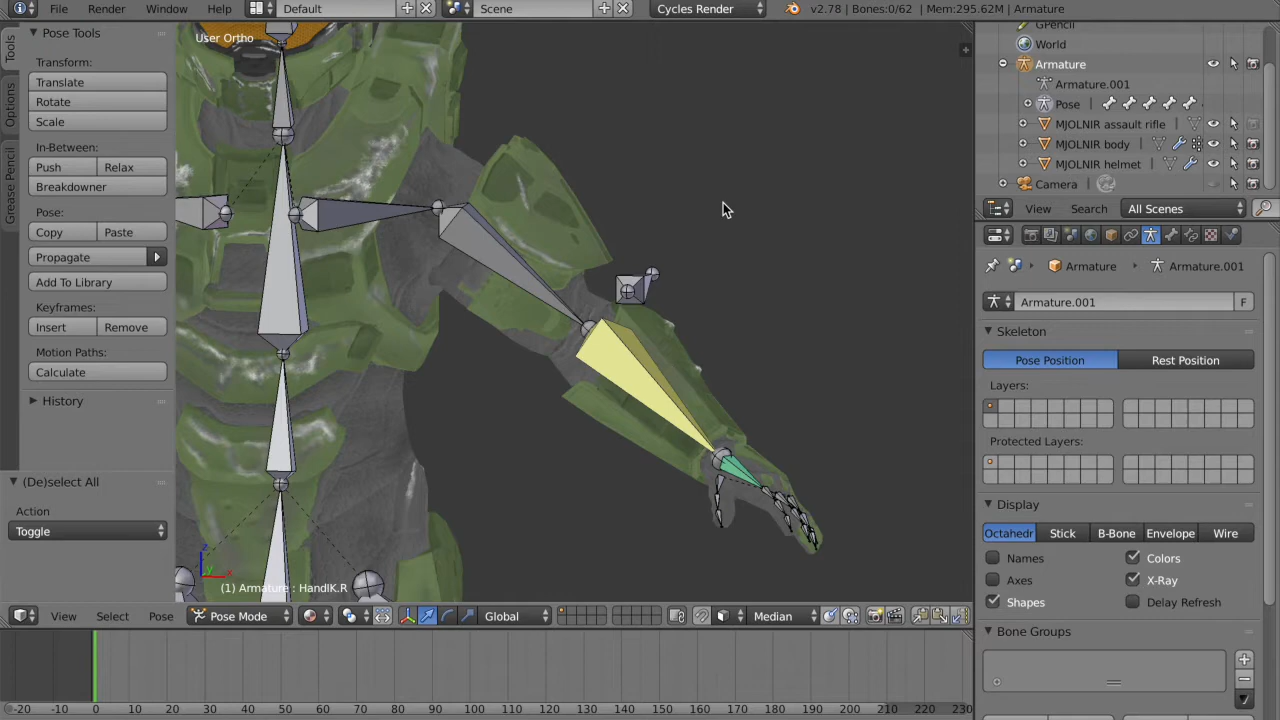 File Render Window Help Default Scene Cycles Render v2.78 | Bones:0/62 | Mem:295.62M | Armature
Tools
Options
Grease Pencil
Pose Tools
Transform:
Translate
Rotate
Scale
In-Between:
Push Relax
Breakdowner
Pose:
Copy Paste
Propagate
Add To Library
Keyframes:
Insert Remove
Motion Paths:
Calculate
History
(De)select All
Action
Toggle
User Ortho
z
y
x
(1) Armature : HandIK.R
View Select Pose Pose Mode Global Median
-20 -10 0 10 20 30 40 50 60 70 80 90 100 110 120 130 140 150 160 170 180 190 200 210 220 230
GPencil
World
Armature
Armature.001
Pose
MJOLNIR assault rifle
MJOLNIR body
MJOLNIR helmet
Camera
View Search All Scenes
Armature Armature.001
Armature.001 F
Skeleton
Pose Position Rest Position
Layers:
Protected Layers:
Display
Octahedr Stick B-Bone Envelope Wire
Names Colors
Axes X-Ray
Shapes Delay Refresh
Bone Groups